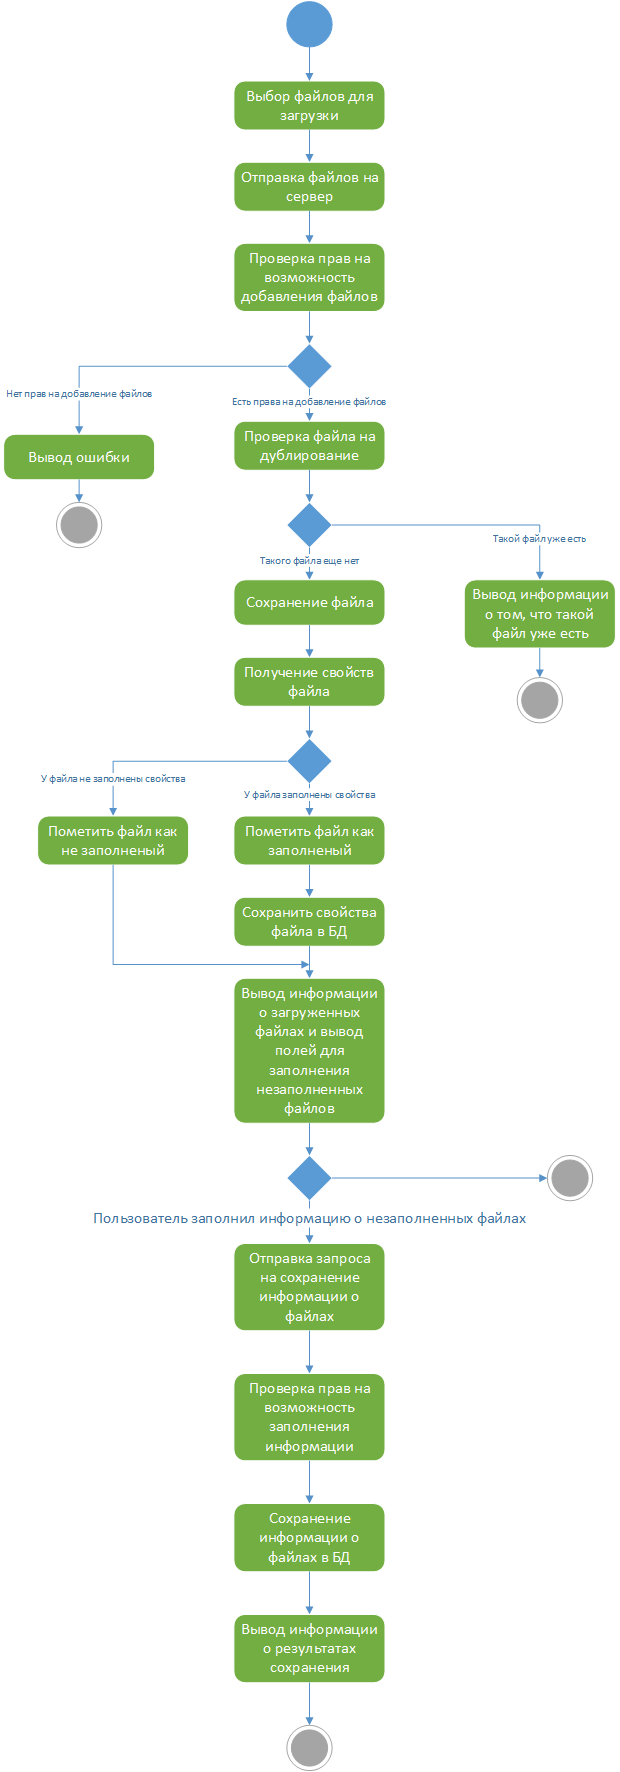 Выбор файлов для
загрузки
Отправка файлов на
сервер
Проверка прав на
возможность
добавления файлов
Нет прав на добавление файлов
Есть права на добавление файлов
Вывод ошибки
Проверка файла на
дублирование
Такой файл уже есть
Такого файла еще нет
Сохранение файла
Вывод информации
о том, что такой
файл уже есть
Получение свойств
файла
У файла не заполнены свойства
У файла заполнены свойства
Пометить файл как
не заполненый
Пометить файл как
заполненый
Сохранить свойства
файла в БД
Вывод информации
о загруженных
файлах и вывод
полей для
заполнения
незаполненных
файлов
Пользователь заполнил информацию о незаполненных файлах
Отправка запроса
на сохранение
информации о
файлах
Проверка прав на
возможность
заполнения
информации
Сохранение
информации о
файлах в БД
Вывод информации
о результатах
сохранения